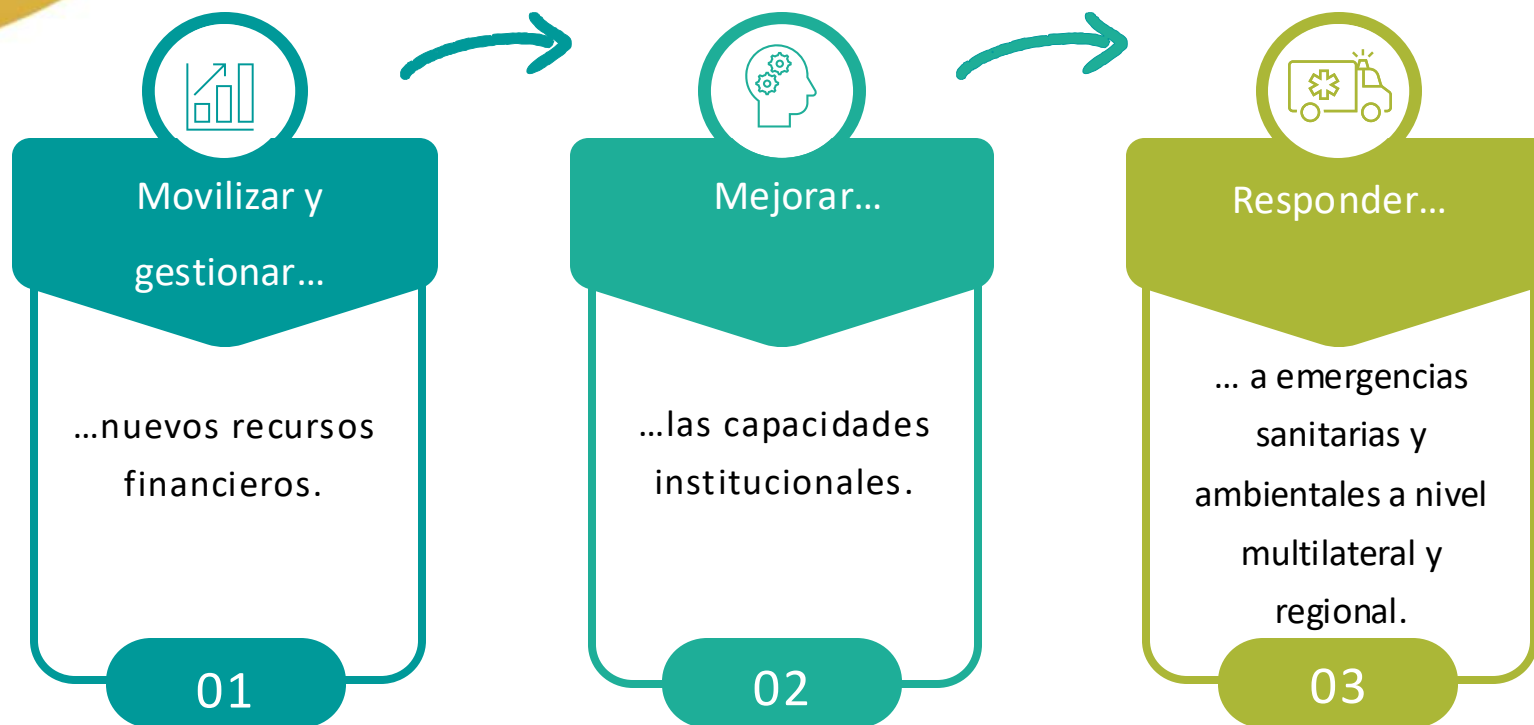 Movilizar y
gestionar…
…nuevos recursos
financieros.
01
Mejorar…
…las capacidades
institucionales.
02
Responder…
… a emergencias
sanitarias y
ambientales a nivel
multilateral y
regional.
03